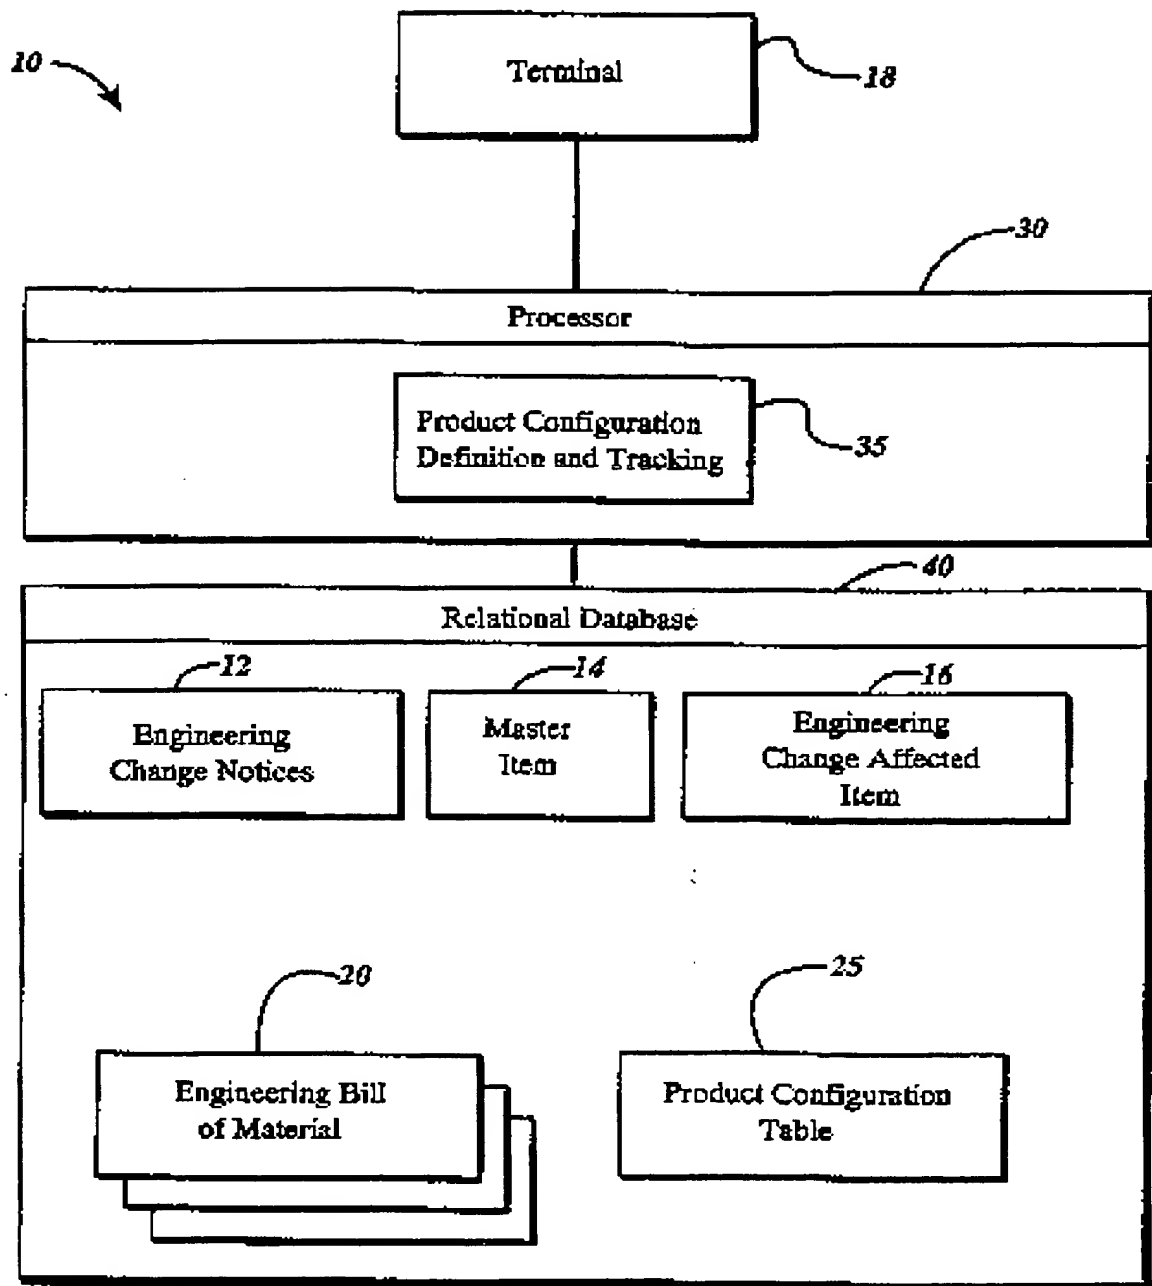 10
Terminal
18
30
Processor
Product Configuration
Definition and Tracking
35
40
Relational Database
12
14
16
Engineering
Change Notices
Master
Item
Engineering
Change Affected
Item
20
25
Engineering Bill
of Material
Product Configuration
Table